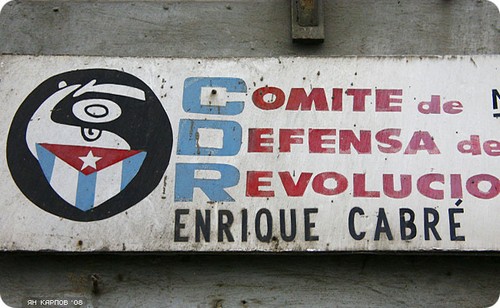 COMITE de
DEFENSA de
REVOLUCIO
ENRIQUE CABRÉ
ЯН КАРПОВ '08